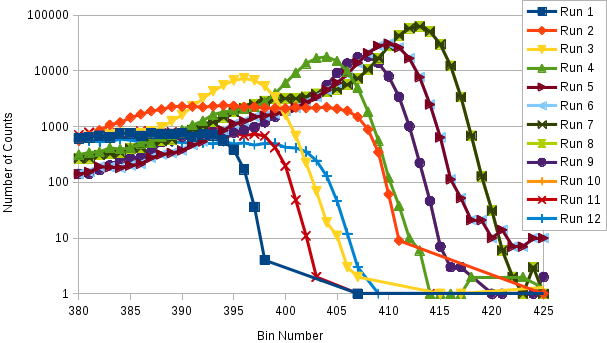 100000
10000
1000
100
10
1
Number of Counts
380
385
390
395
400
405
410
415
420
425
Bin Number
Run 1
Run 2
Run 3
Run 4
Run 5
Run 6
Run 7
Run 8
Run 9
Run 10
Run 11
Run 12